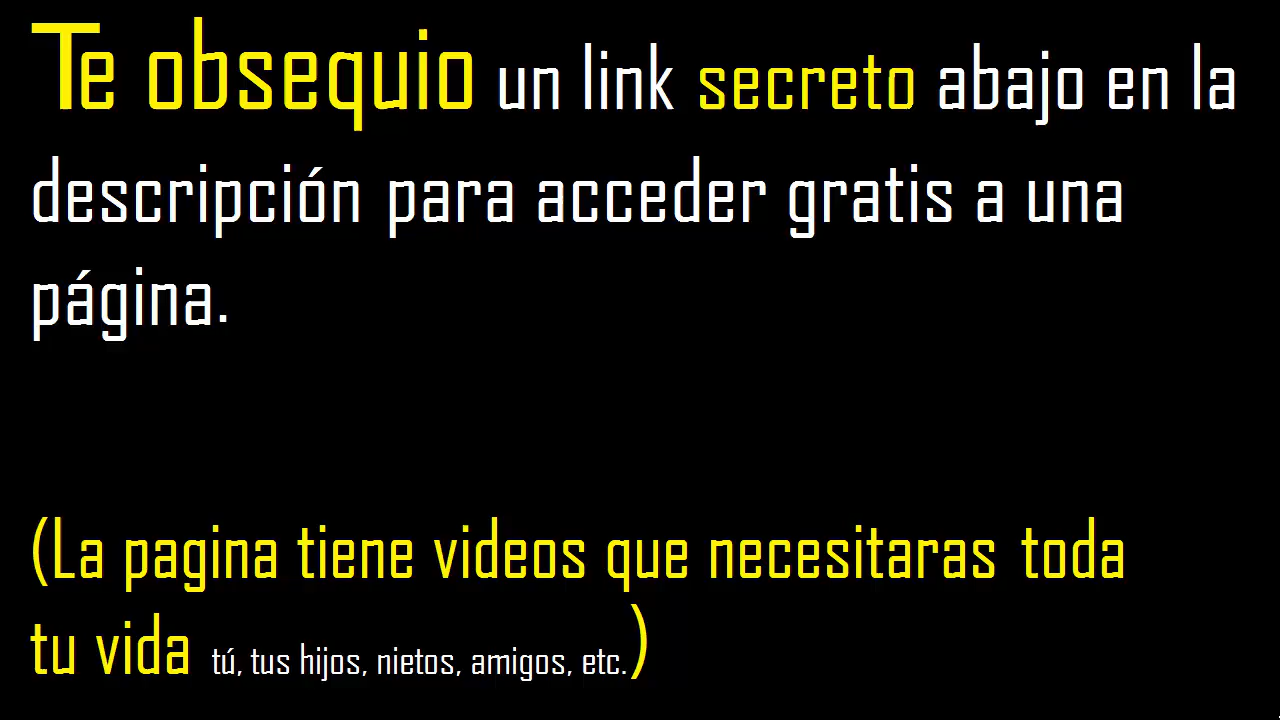 Te obsequio un link secreto abajo en la
descripción para acceder gratis a una
página.
(La pagina tiene videos que necesitaras toda
tu vida tú, tus hijos, nietos, amigos, etc.)